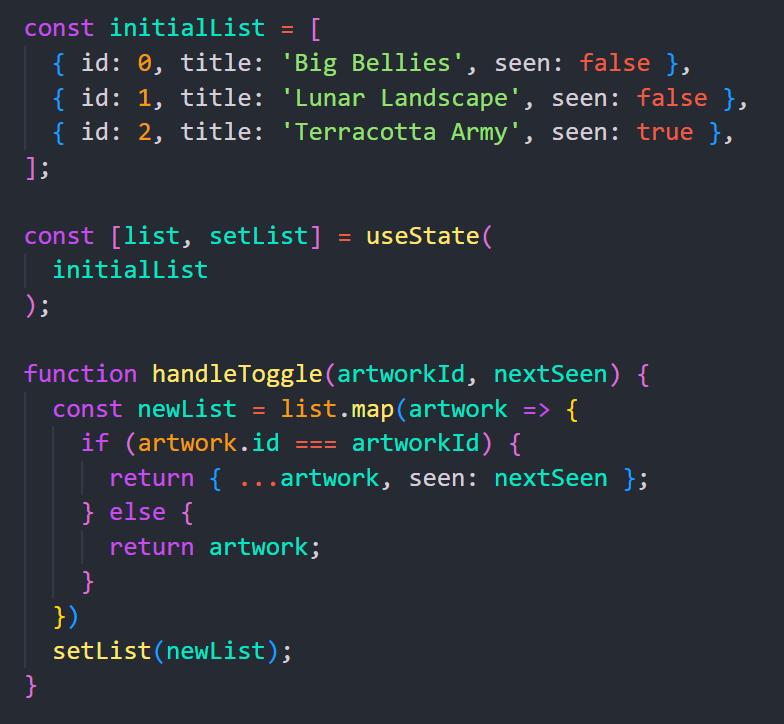 const initialList = [
  { id: 0, title: 'Big Bellies', seen: false },
  { id: 1, title: 'Lunar Landscape', seen: false },
  { id: 2, title: 'Terracotta Army', seen: true },
];

const [list, setList] = useState(
  initialList
);

function handleToggle(artworkId, nextSeen) {
  const newList = list.map(artwork => {
    if (artwork.id === artworkId) {
      return { ...artwork, seen: nextSeen };
    } else {
      return artwork;
    }
  })
  setList(newList);
}